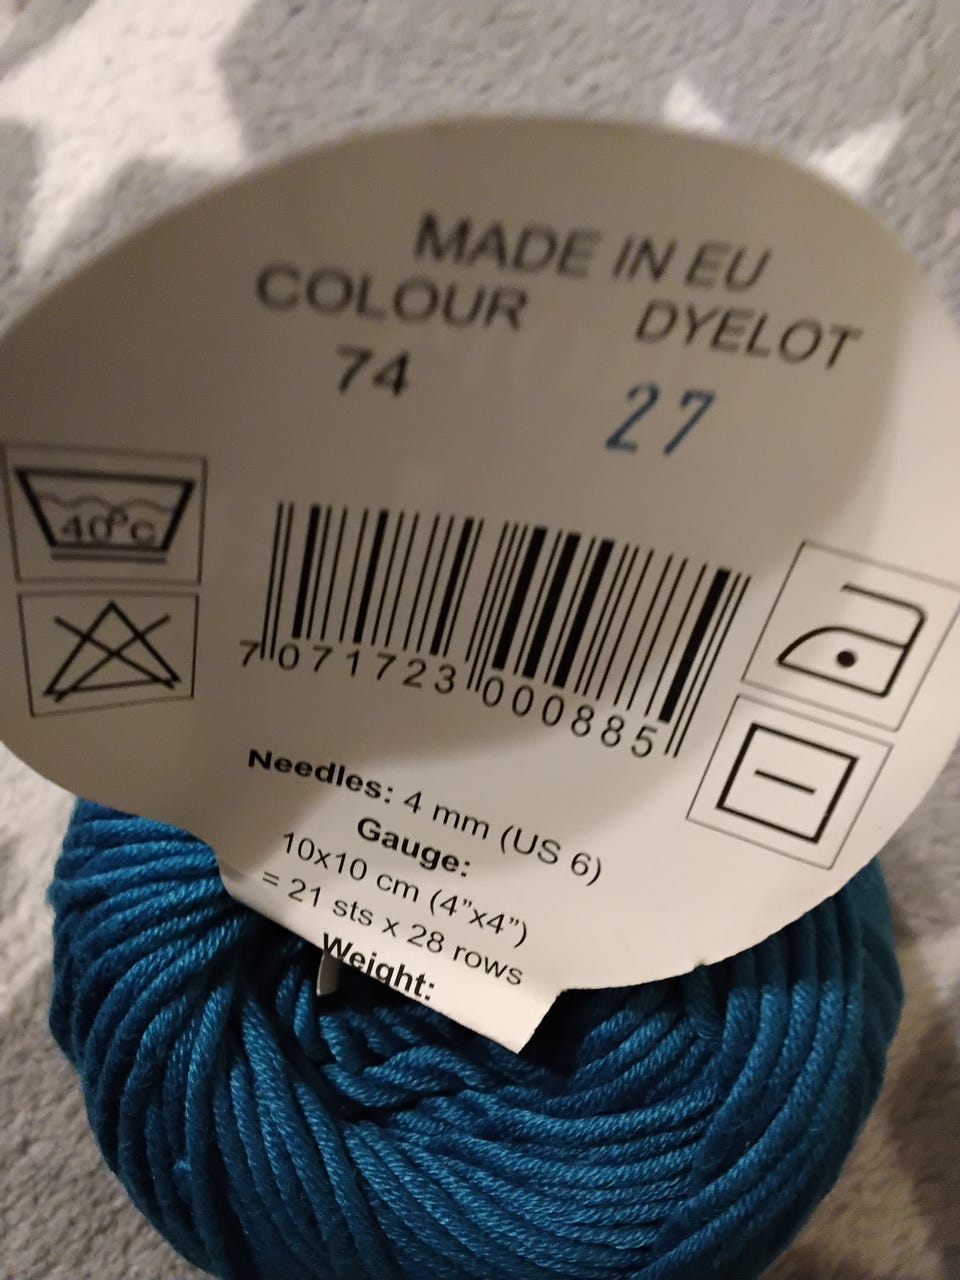 MADE IN EU
COLOUR DYELOT
74 27
40°C
7 071723 000885
Needles: 4 mm (US 6)
Gauge:
10x10 cm (4”x4”)
= 21 sts x 28 rows
Weight: